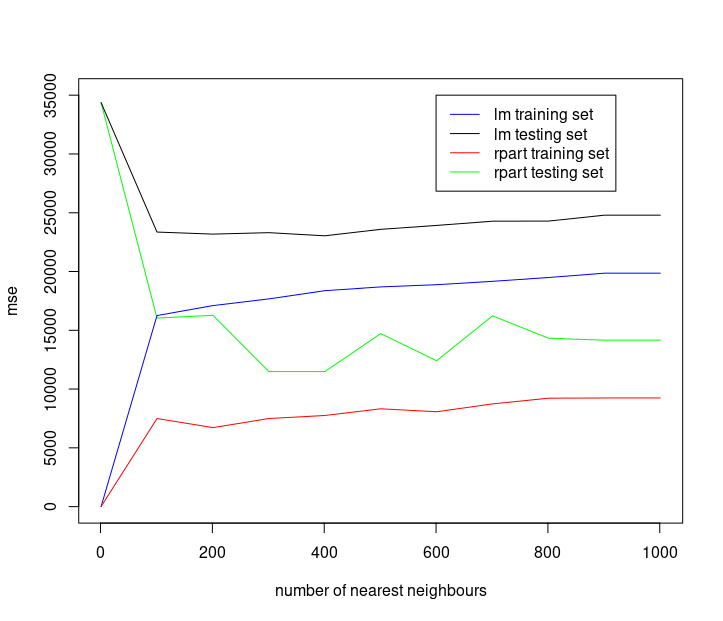 lm training set
lm testing set
rpart training set
rpart testing set
mse
35000
30000
25000
20000
15000
10000
5000
0
0 200 400 600 800 1000
number of nearest neighbours